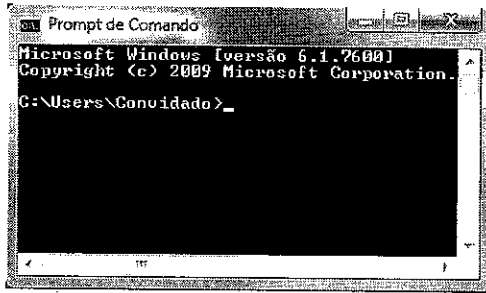 Prompt de Comando
Microsoft Windows [versão 6.1.7600]
Copyright (c) 2009 Microsoft Corporation.
C:\Users\Convidado>_